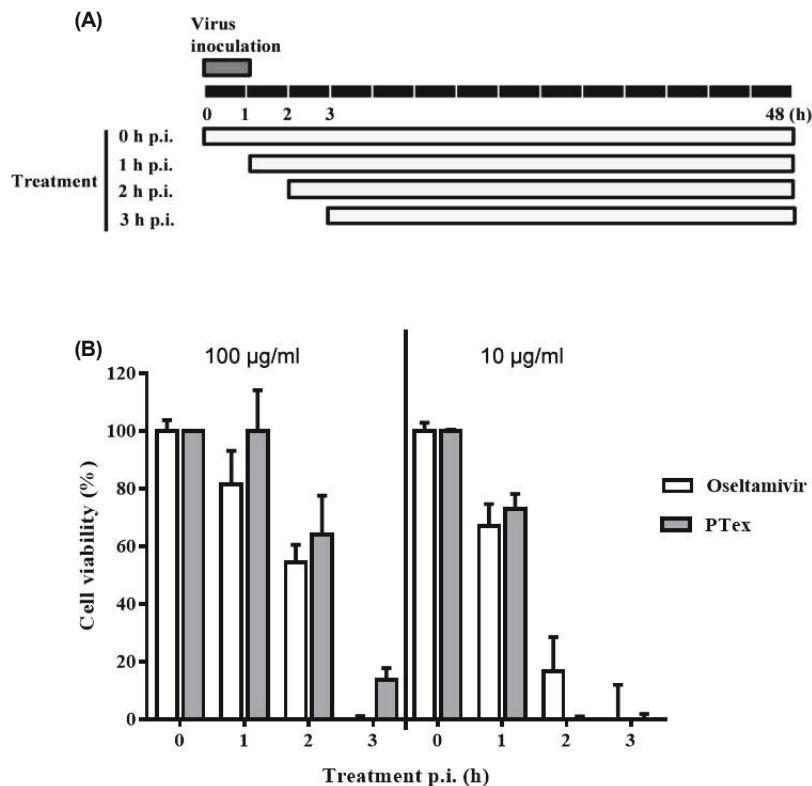 (A)
Virus
inoculation
0 1 2 3 48 (h)
Treatment
0 h p.i.
1 h p.i.
2 h p.i.
3 h p.i.
(B)
100 µg/ml 10 µg/ml
Cell viability (%)
120
100
80
60
40
20
0
0 1 2 3 0 1 2 3
Treatment p.i. (h)
Oseltamivir
PTex